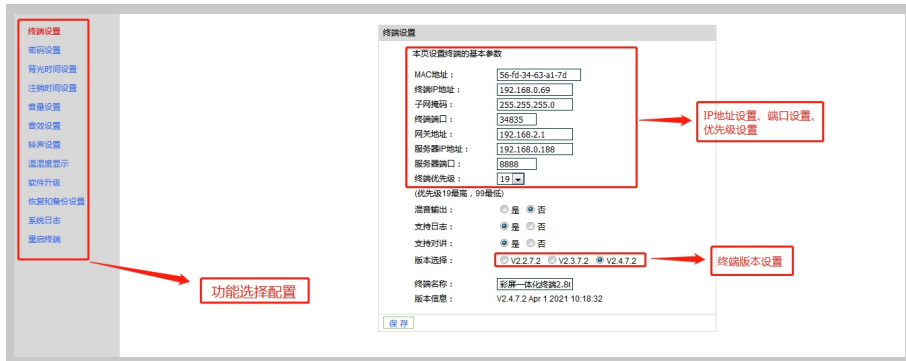 终端设置
密码设置
背光时间设置
注销时间设置
音量设置
音效设置
铃声设置
温湿度显示
软件升级
恢复和备份设置
系统日志
重启终端
功能选择配置
终端设置
本页设置终端的基本参数
MAC地址： 56-fd-34-63-a1-7d
终端IP地址： 192.168.0.69
子网掩码： 255.255.255.0
终端端口： 34835
网关地址： 192.168.2.1
服务器IP地址： 192.168.0.188
服务器端口： 8888
终端优先级： 19
(优先级19最高，99最低)
混音输出： 是 否
支持日志： 是 否
支持对讲： 是 否
版本选择： V2.2.7.2 V2.3.7.2 V2.4.7.2
终端名称： 彩屏一体化终端2.8(
版本信息： V2.4.7.2 Apr 1 2021 10:18:32
保 存
IP地址设置、端口设置、
优先级设置
终端版本设置